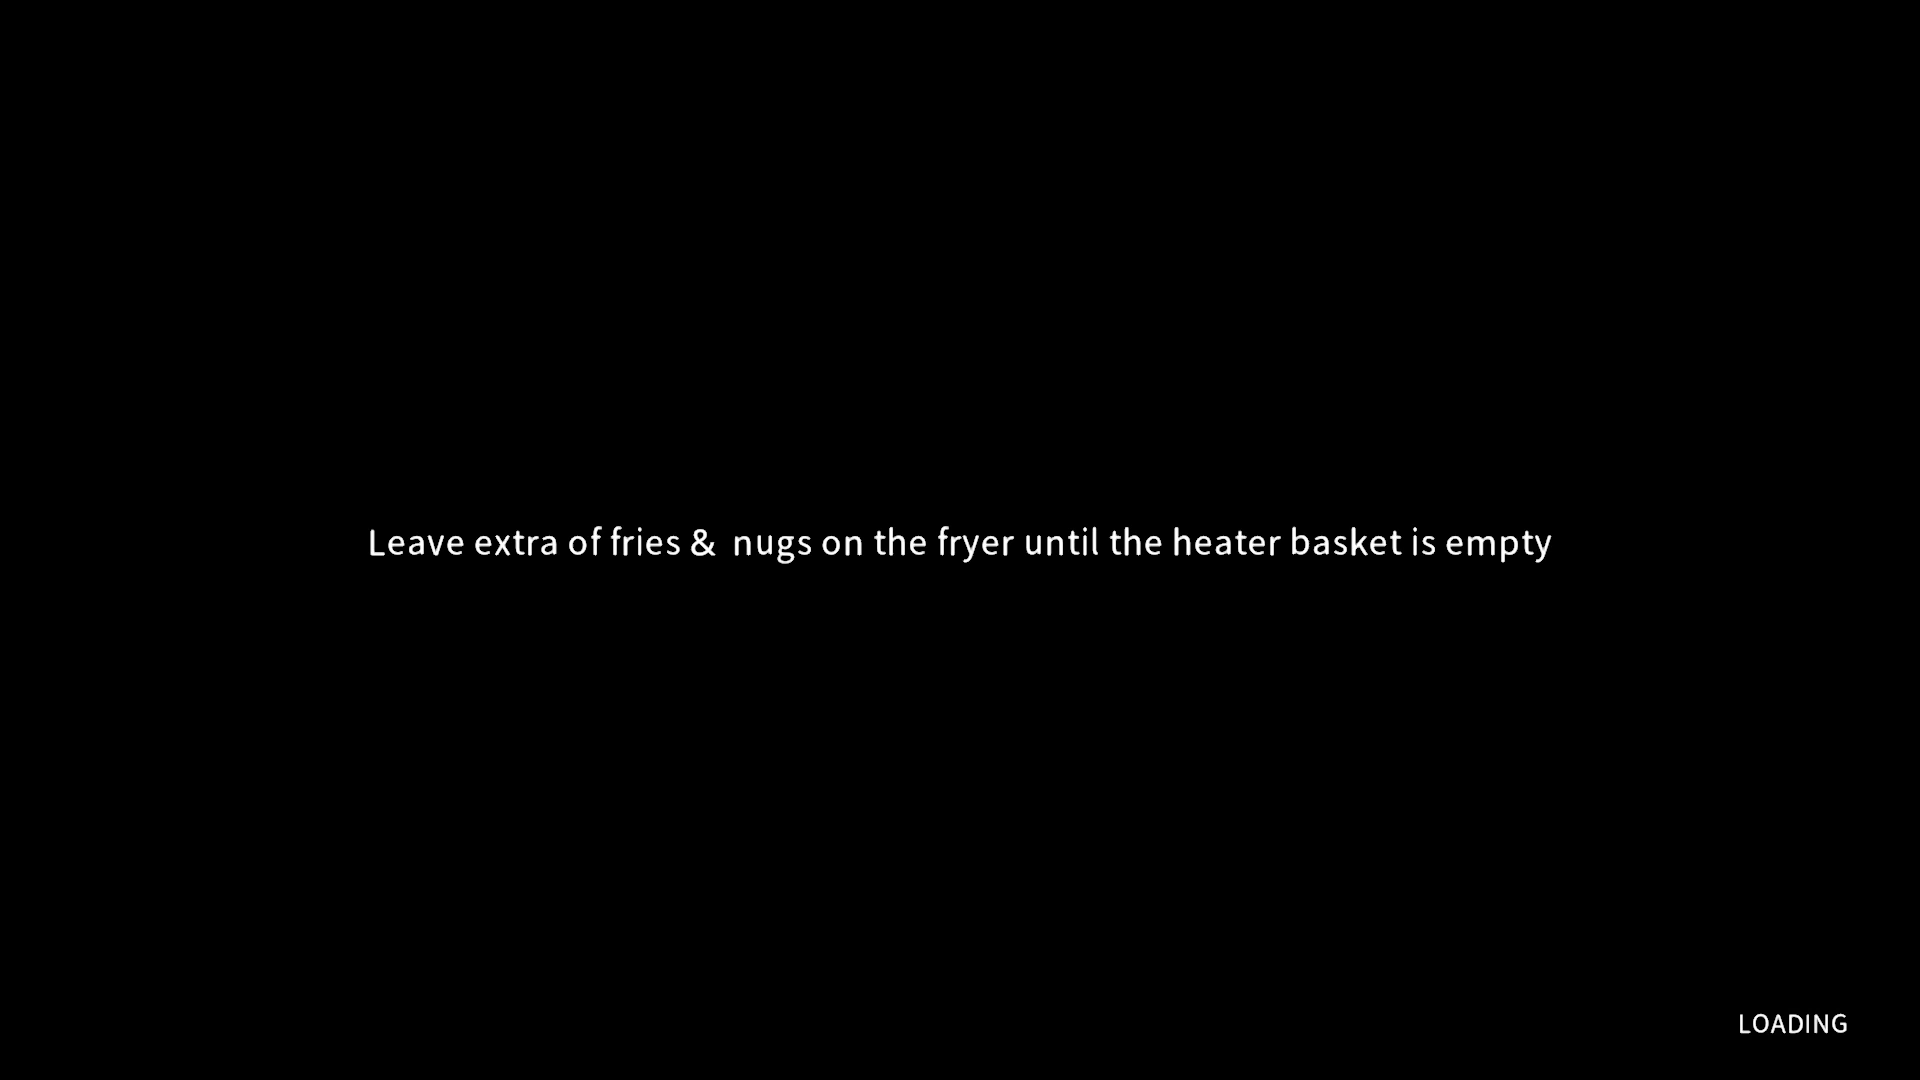 Leave extra of fries &  nugs on the fryer until the heater basket is empty
LOADING